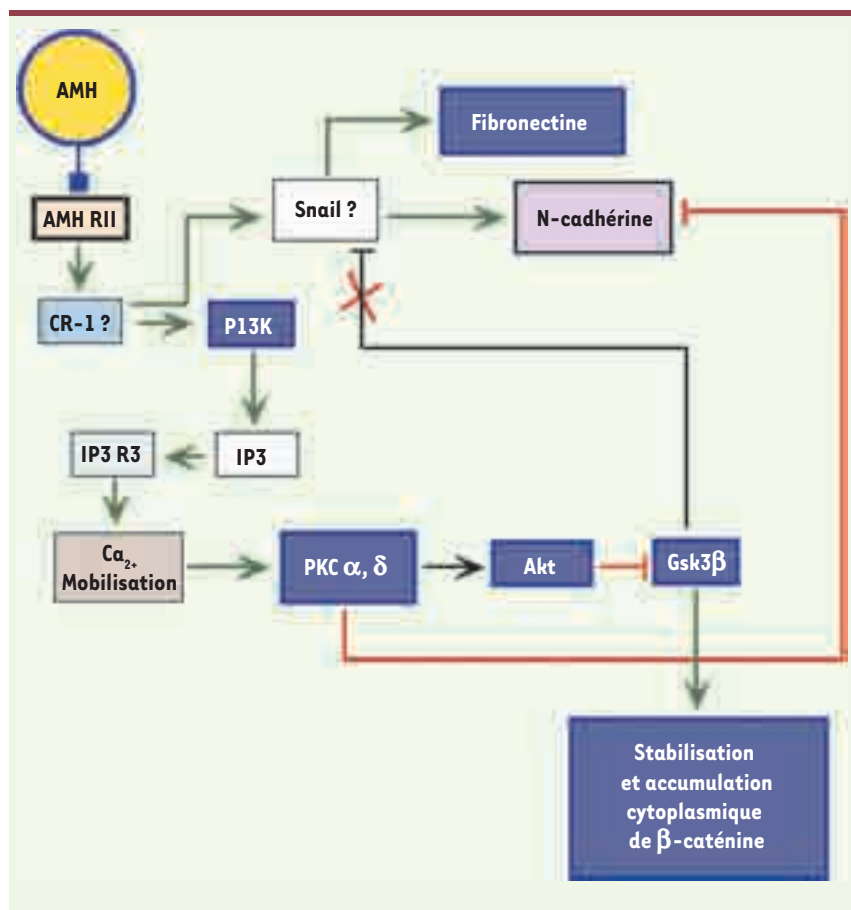 AMH
Fibronectine
AMH RII
Snail ?
N-cadhérine
CR-1 ?
P13K
IP3 R3
IP3
Ca2+
Mobilisation
PKC α, δ
Akt
Gsk3β
Stabilisation
et accumulation
cytoplasmique
de β-caténine